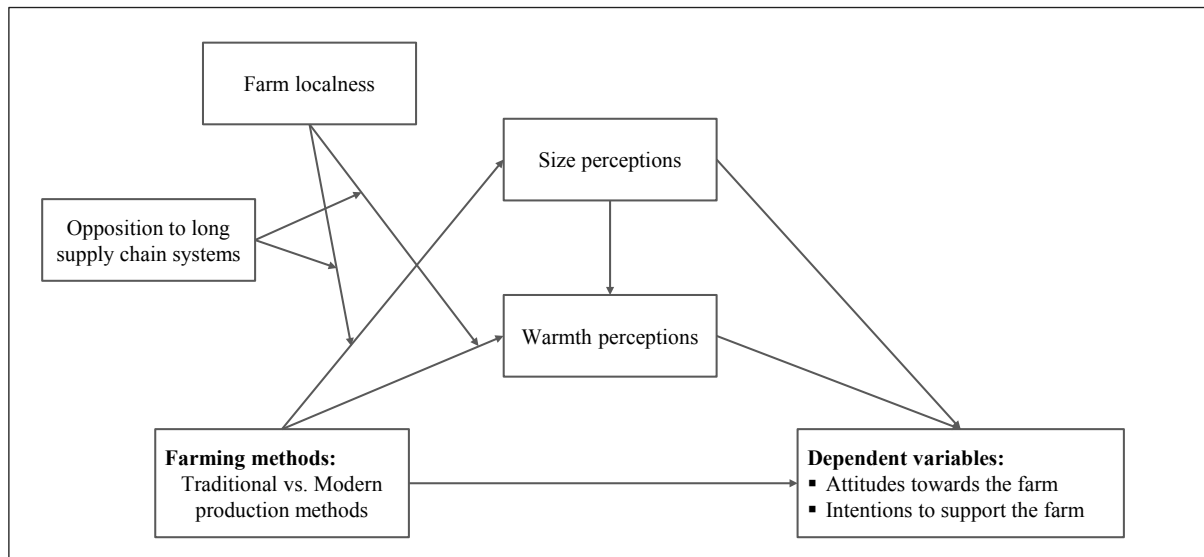 Farm localness
Size perceptions
Opposition to long
supply chain systems
Warmth perceptions
Farming methods:
Traditional vs. Modern
production methods
Dependent variables:
▪ Attitudes towards the farm
▪ Intentions to support the farm